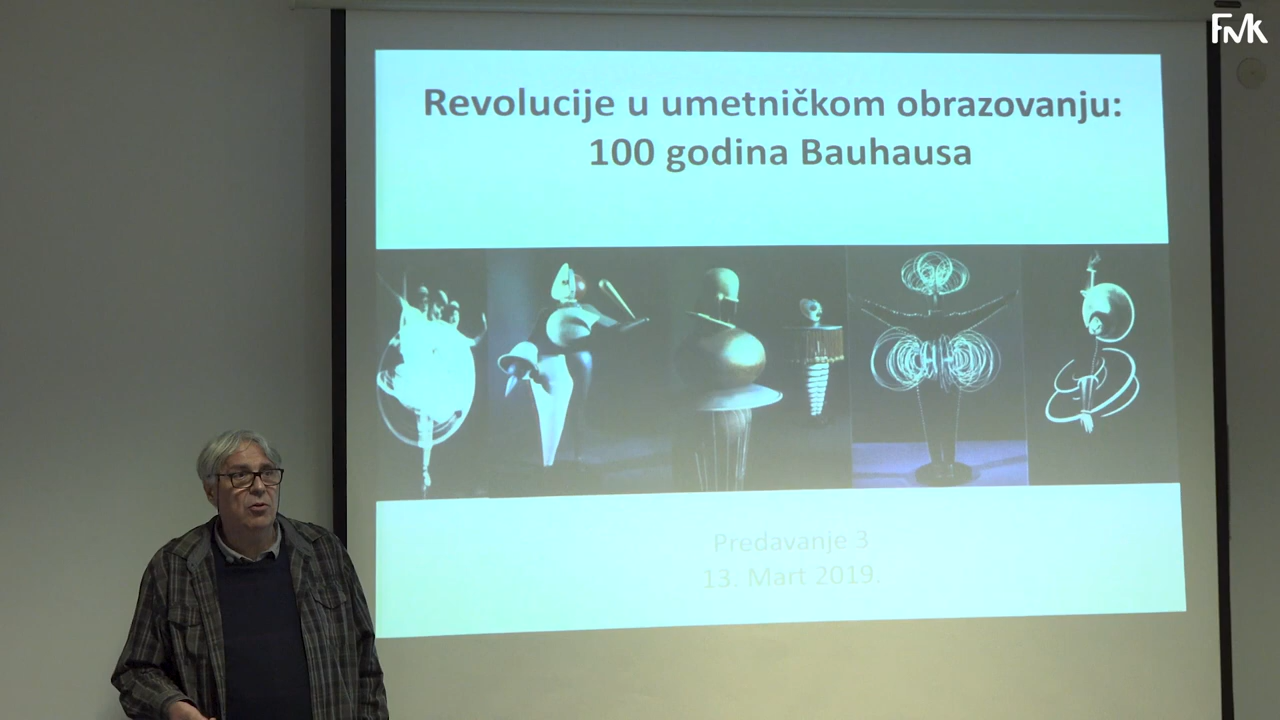 FMK
Revolucije u umetničkom obrazovanju:
100 godina Bauhausa
Predavanje 3
13. Mart 2019.